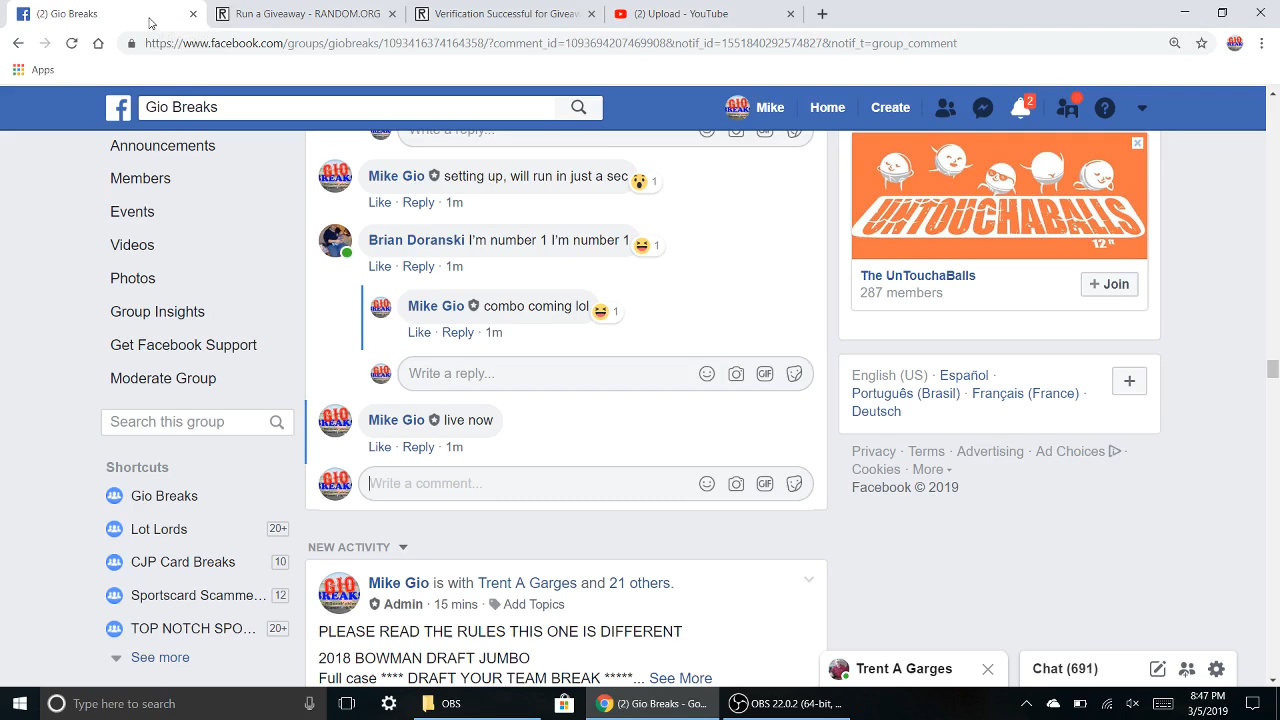 (2) Gio Breaks
Run a Giveaway - RANDOM.ORG
Verification Successful for Giveaw
(2) Upload - YouTube
https://www.facebook.com/groups/giobreaks/1093416374164358/?comment_id=1093694207469908&notif_id=1551840292574827&notif_t=group_comment
Apps
Gio Breaks
Mike
Home
Create
2
Announcements
Members
Events
Videos
Photos
Group Insights
Get Facebook Support
Moderate Group
Search this group
Shortcuts
Gio Breaks
Lot Lords 20+
CJP Card Breaks 10
Sportscard Scamme... 12
TOP NOTCH SPO... 20+
See more
Write a reply...
Mike Gio setting up, will run in just a sec 1
Like · Reply · 1m
Brian Doranski I'm number 1 I'm number 1 1
Like · Reply · 1m
Mike Gio combo coming lol 1
Like · Reply · 1m
Write a reply...
Mike Gio live now
Like · Reply · 1m
Write a comment...
NEW ACTIVITY
Mike Gio is with Trent A Garges and 21 others.
Admin · 15 mins · Add Topics
PLEASE READ THE RULES THIS ONE IS DIFFERENT
2018 BOWMAN DRAFT JUMBO
Full case **** DRAFT YOUR TEAM BREAK *****... See More
UNTOUCHABALLS
12"
The UnTouchaBalls
287 members
+ Join
English (US) · Español ·
Português (Brasil) · Français (France) ·
Deutsch
Privacy · Terms · Advertising · Ad Choices ·
Cookies · More
Facebook © 2019
Trent A Garges
Chat (691)
Type here to search
OBS
(2) Gio Breaks - Go...
OBS 22.0.2 (64-bit, ...
8:47 PM
3/5/2019